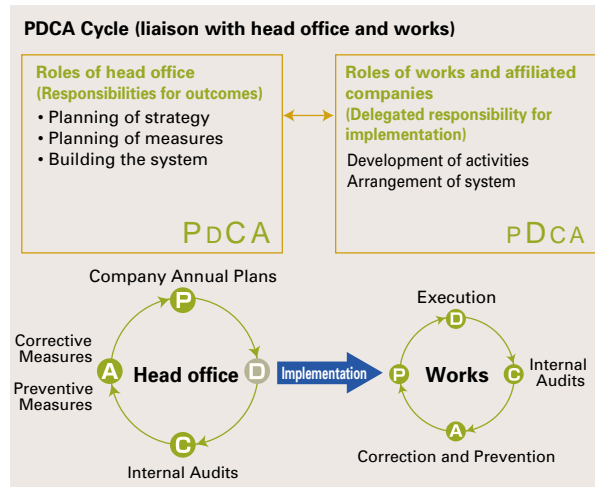 PDCA Cycle (liaison with head office and works)
Roles of head office
(Responsibilities for outcomes)
• Planning of strategy
• Planning of measures
• Building the system
PDCA
Roles of works and affiliated
companies
(Delegated responsibility for
implementation)
Development of activities
Arrangement of system
PDCA
Company Annual Plans
P
Corrective
Measures
A
Preventive
Measures
Head office
D
C
Internal Audits
Implementation
Execution
D
P
Works
C
Internal
Audits
A
Correction and Prevention